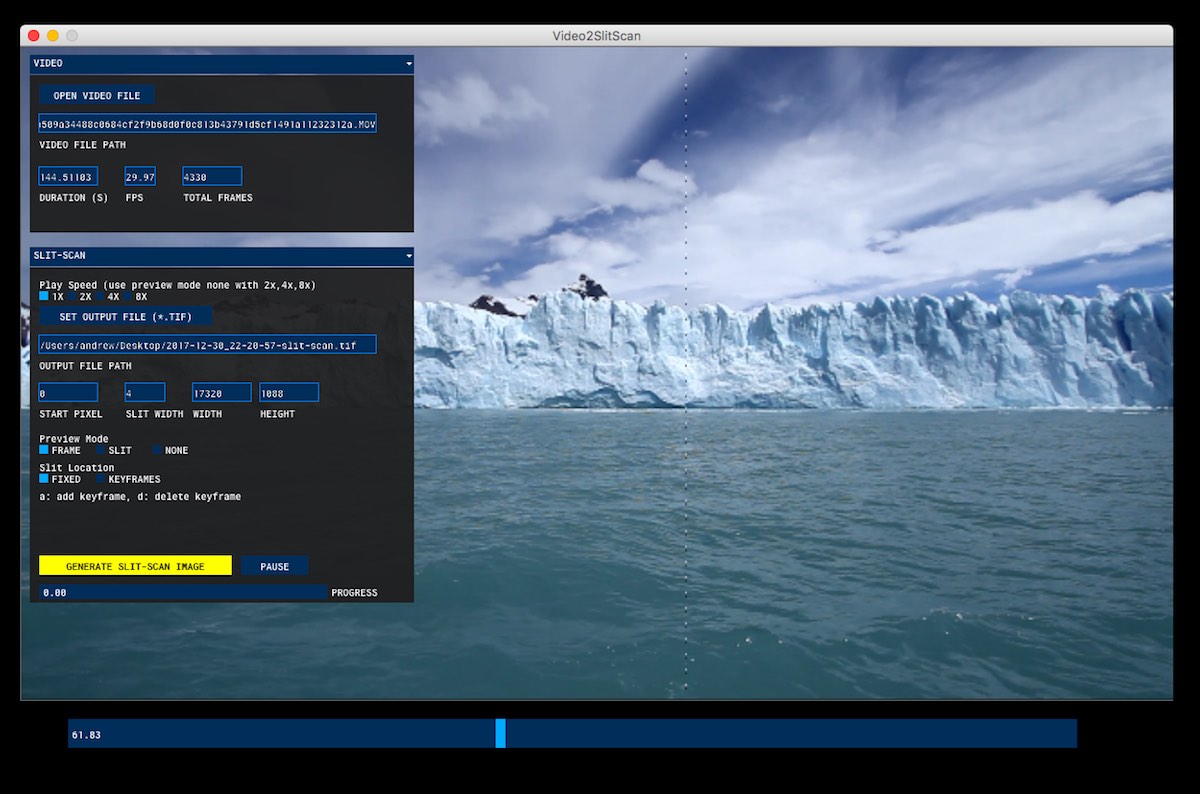 Video2SlitScan
VIDEO
OPEN VIDEO FILE
509a34488c0684cf2f9b68d0f0c813b43791d5cf1491a11232312a.MOV
VIDEO FILE PATH
144.51103 29.97 4330
DURATION (S) FPS TOTAL FRAMES
SLIT-SCAN
Play Speed (use preview mode none with 2x,4x,8x)
1X 2X 4X 8X
SET OUTPUT FILE (*.TIF)
/Users/andrew/Desktop/2017-12-30_22-20-57-slit-scan.tif
OUTPUT FILE PATH
0 4 17320 1088
START PIXEL SLIT WIDTH WIDTH HEIGHT
Preview Mode
FRAME SLIT NONE
Slit Location
FIXED KEYFRAMES
a: add keyframe, d: delete keyframe
GENERATE SLIT-SCAN IMAGE PAUSE
0.00 PROGRESS
61.83